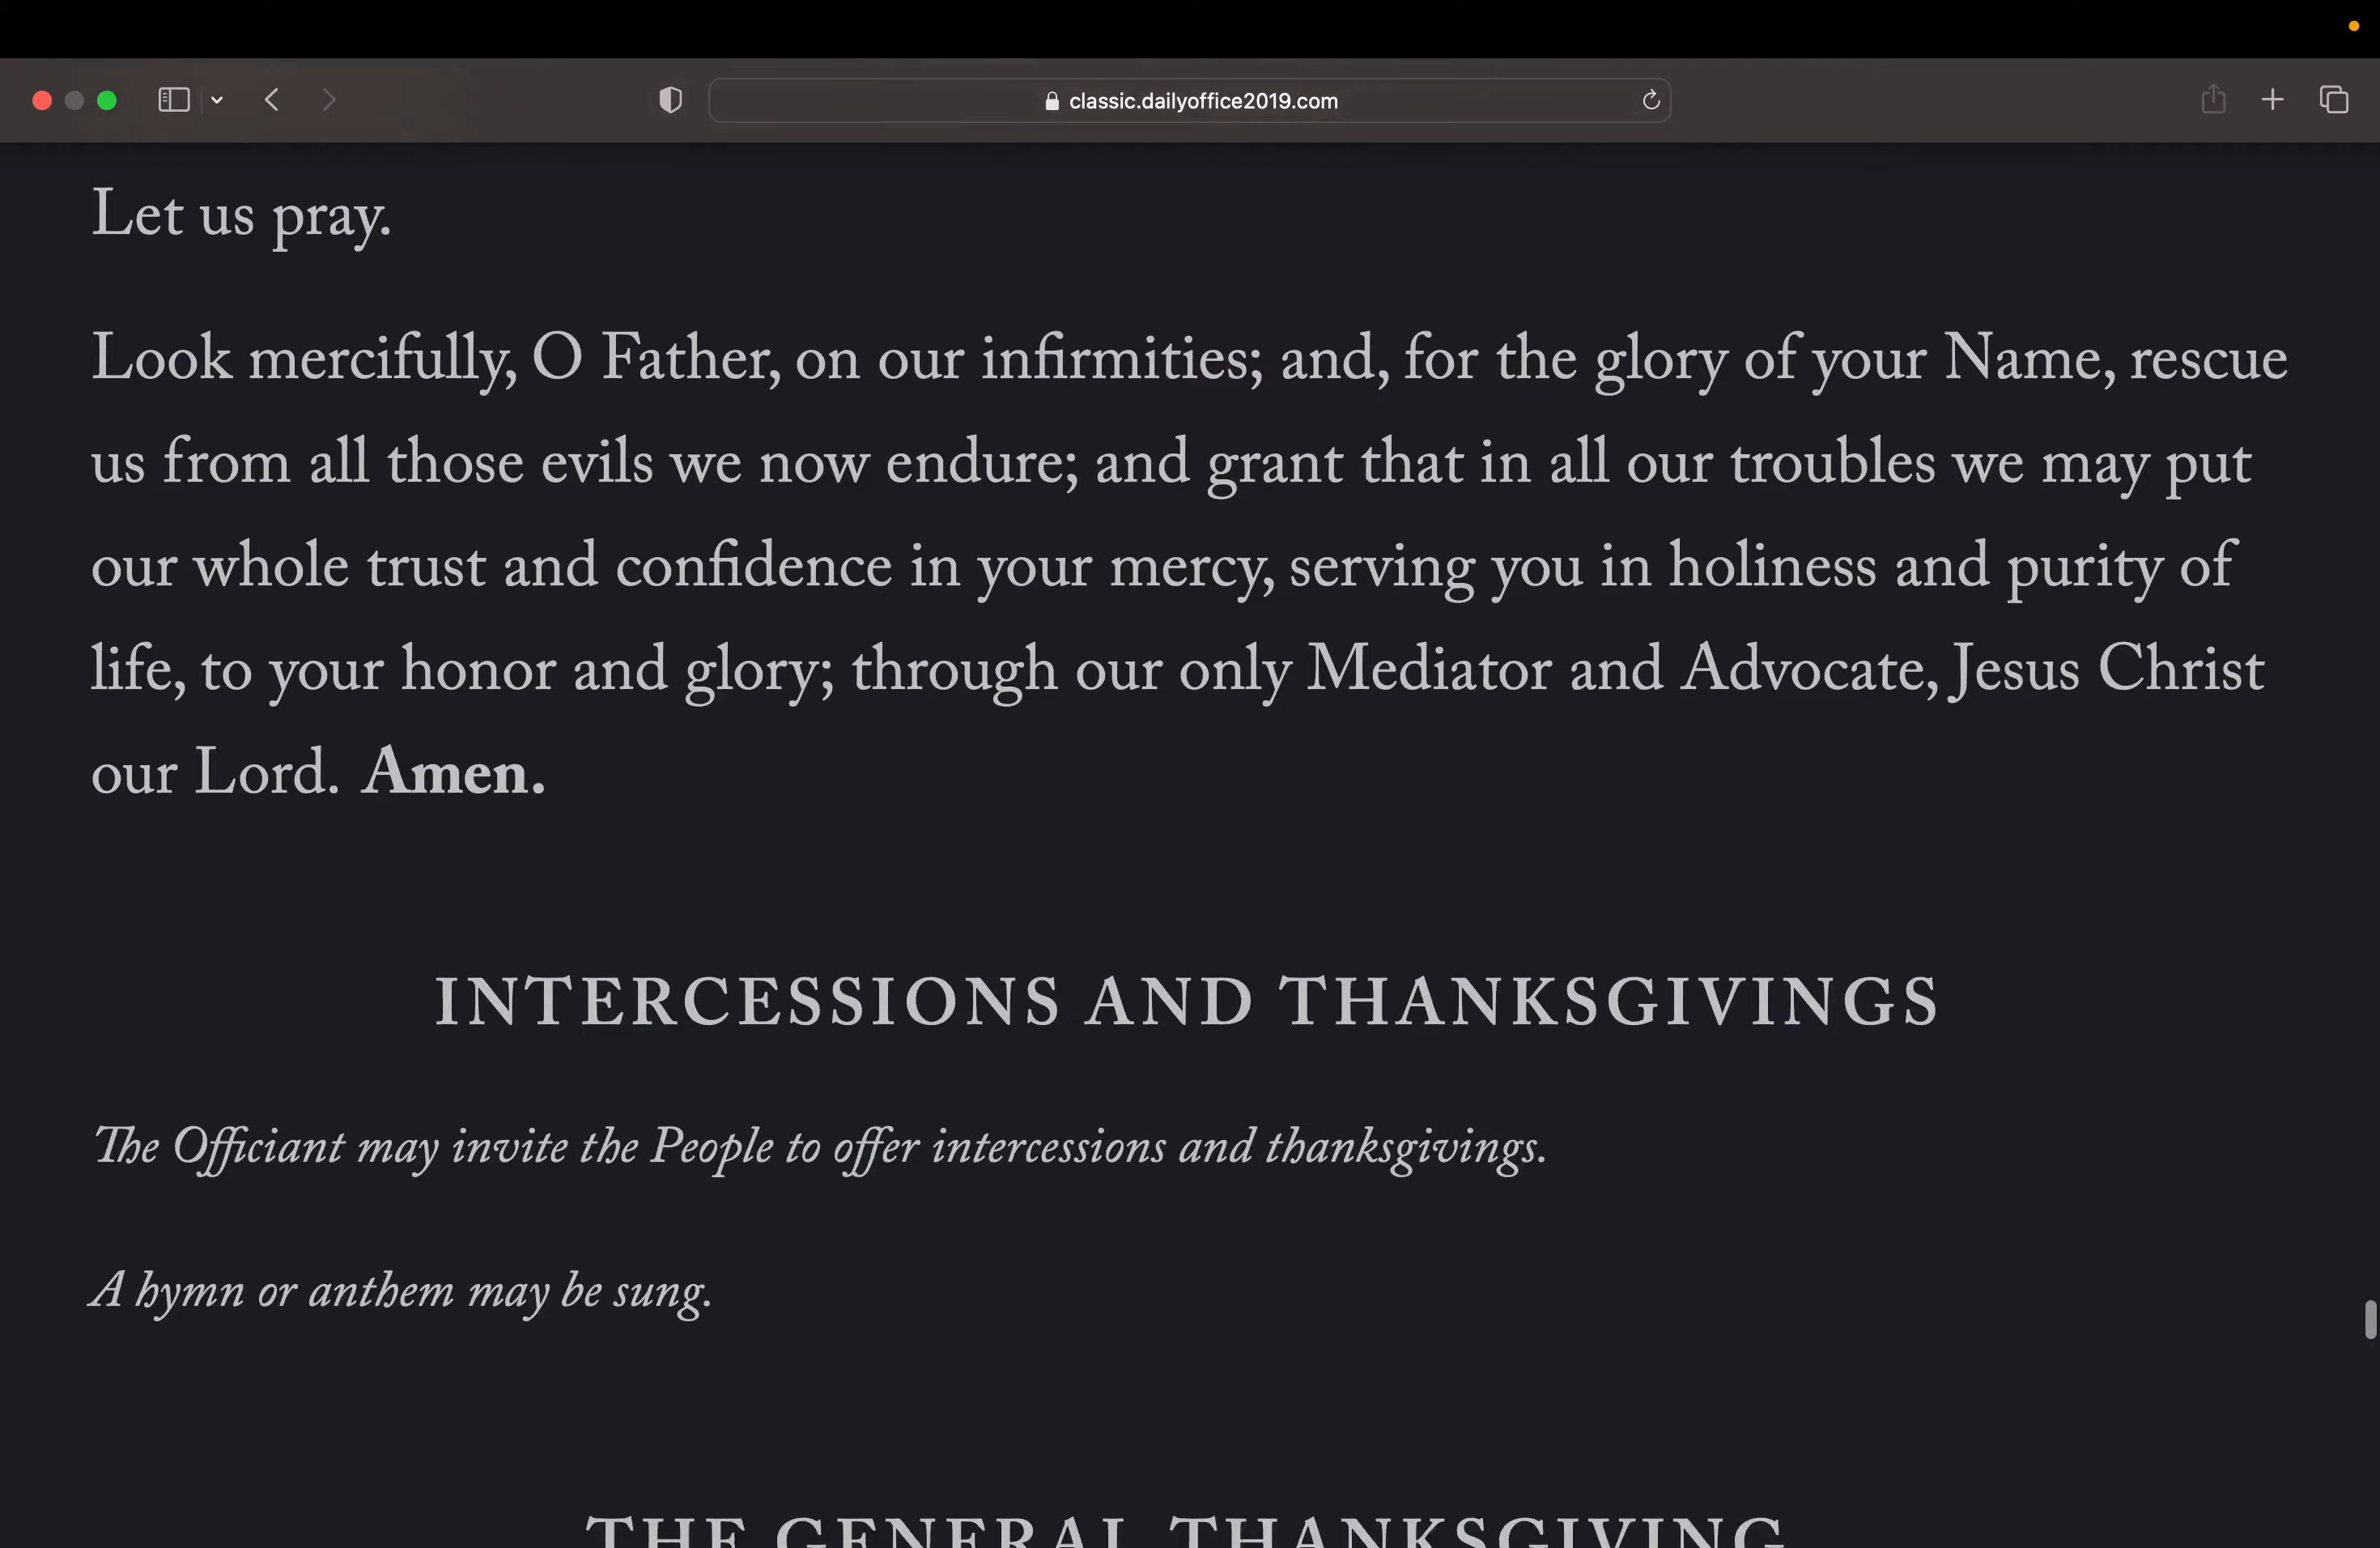 classic.dailyoffice2019.com
Let us pray.
Look mercifully, O Father, on our infirmities; and, for the glory of your Name, rescue
us from all those evils we now endure; and grant that in all our troubles we may put
our whole trust and confidence in your mercy, serving you in holiness and purity of
life, to your honor and glory; through our only Mediator and Advocate, Jesus Christ
our Lord. Amen.
INTERCESSIONS AND THANKSGIVINGS
The Officiant may invite the People to offer intercessions and thanksgivings.
A hymn or anthem may be sung.
THE GENERAL THANKSGIVING